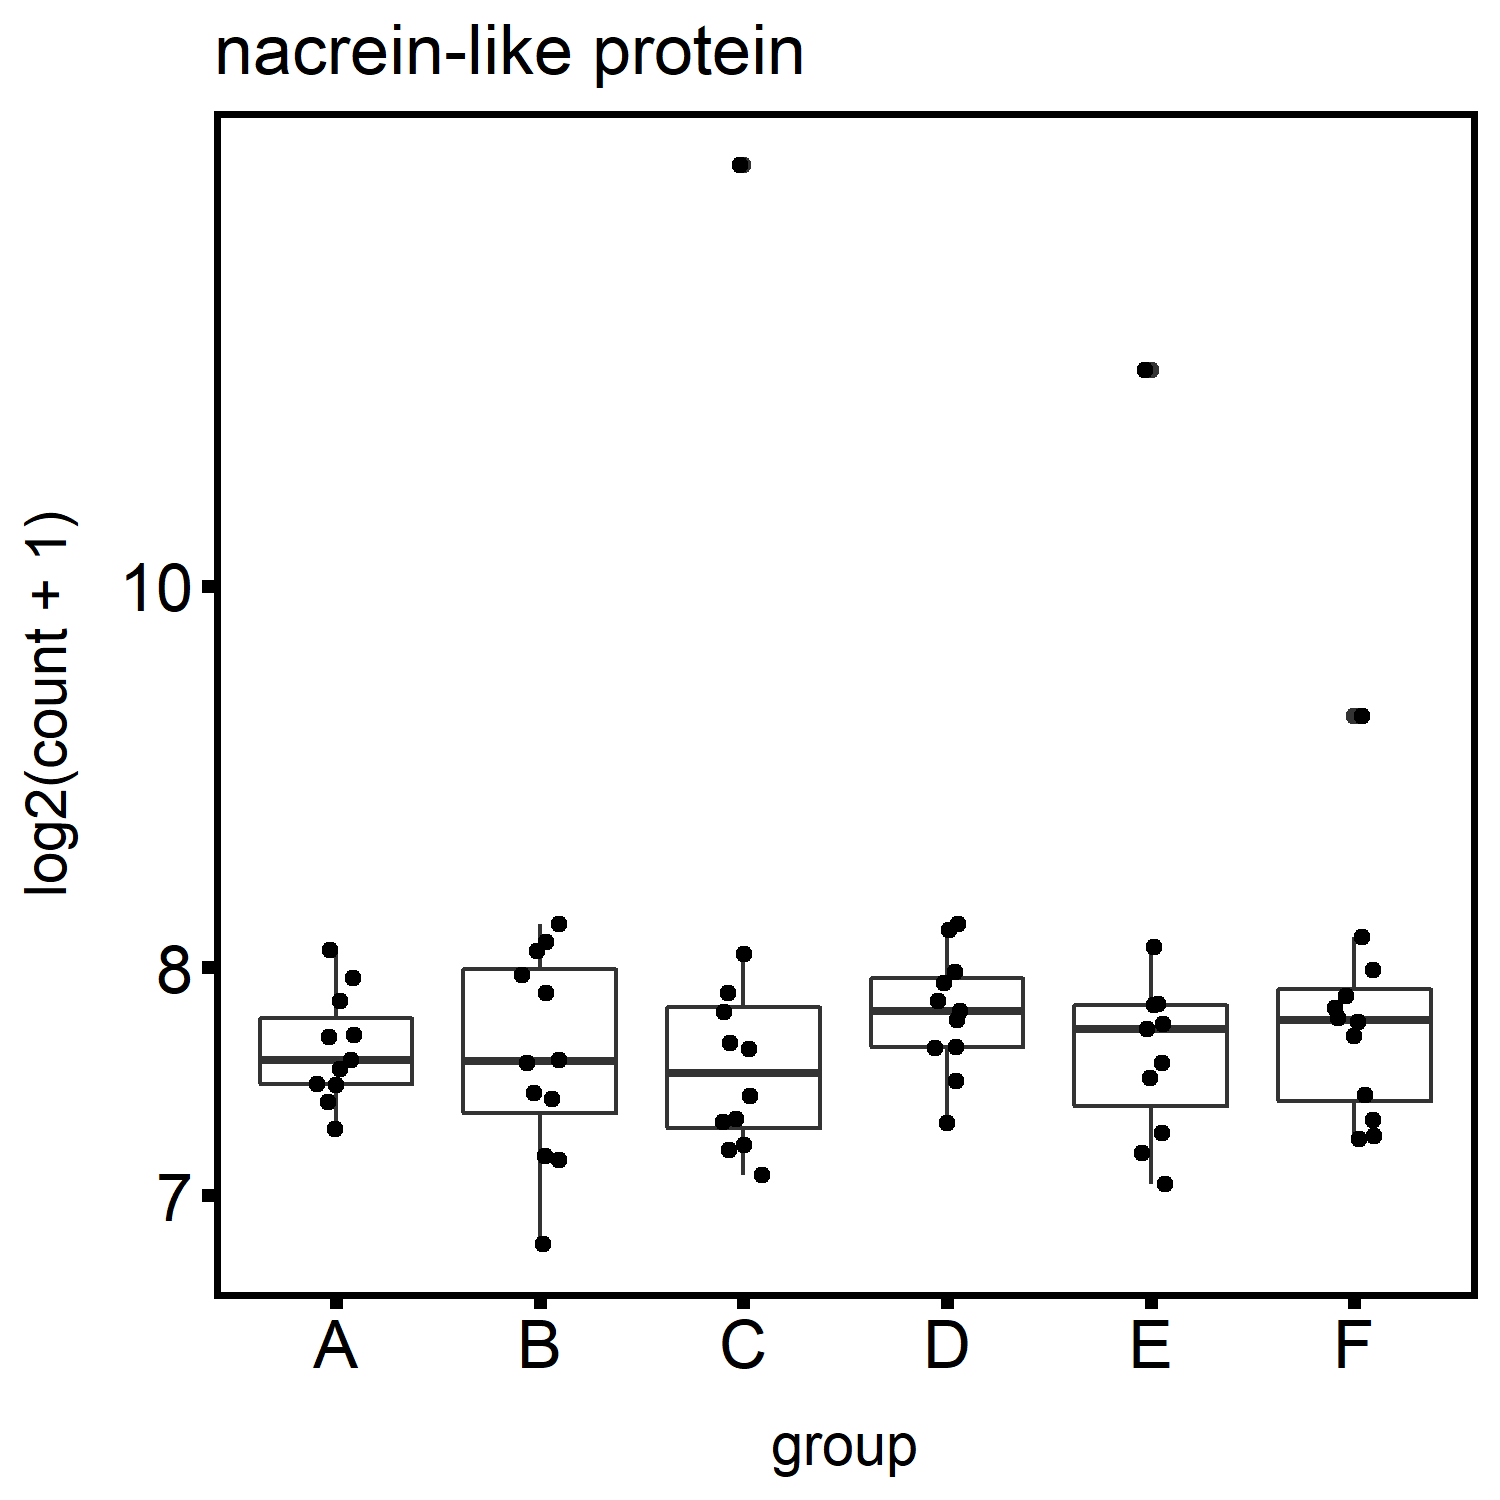 nacrein-like protein
log2(count + 1)
10
8
7
A B C D E F
group